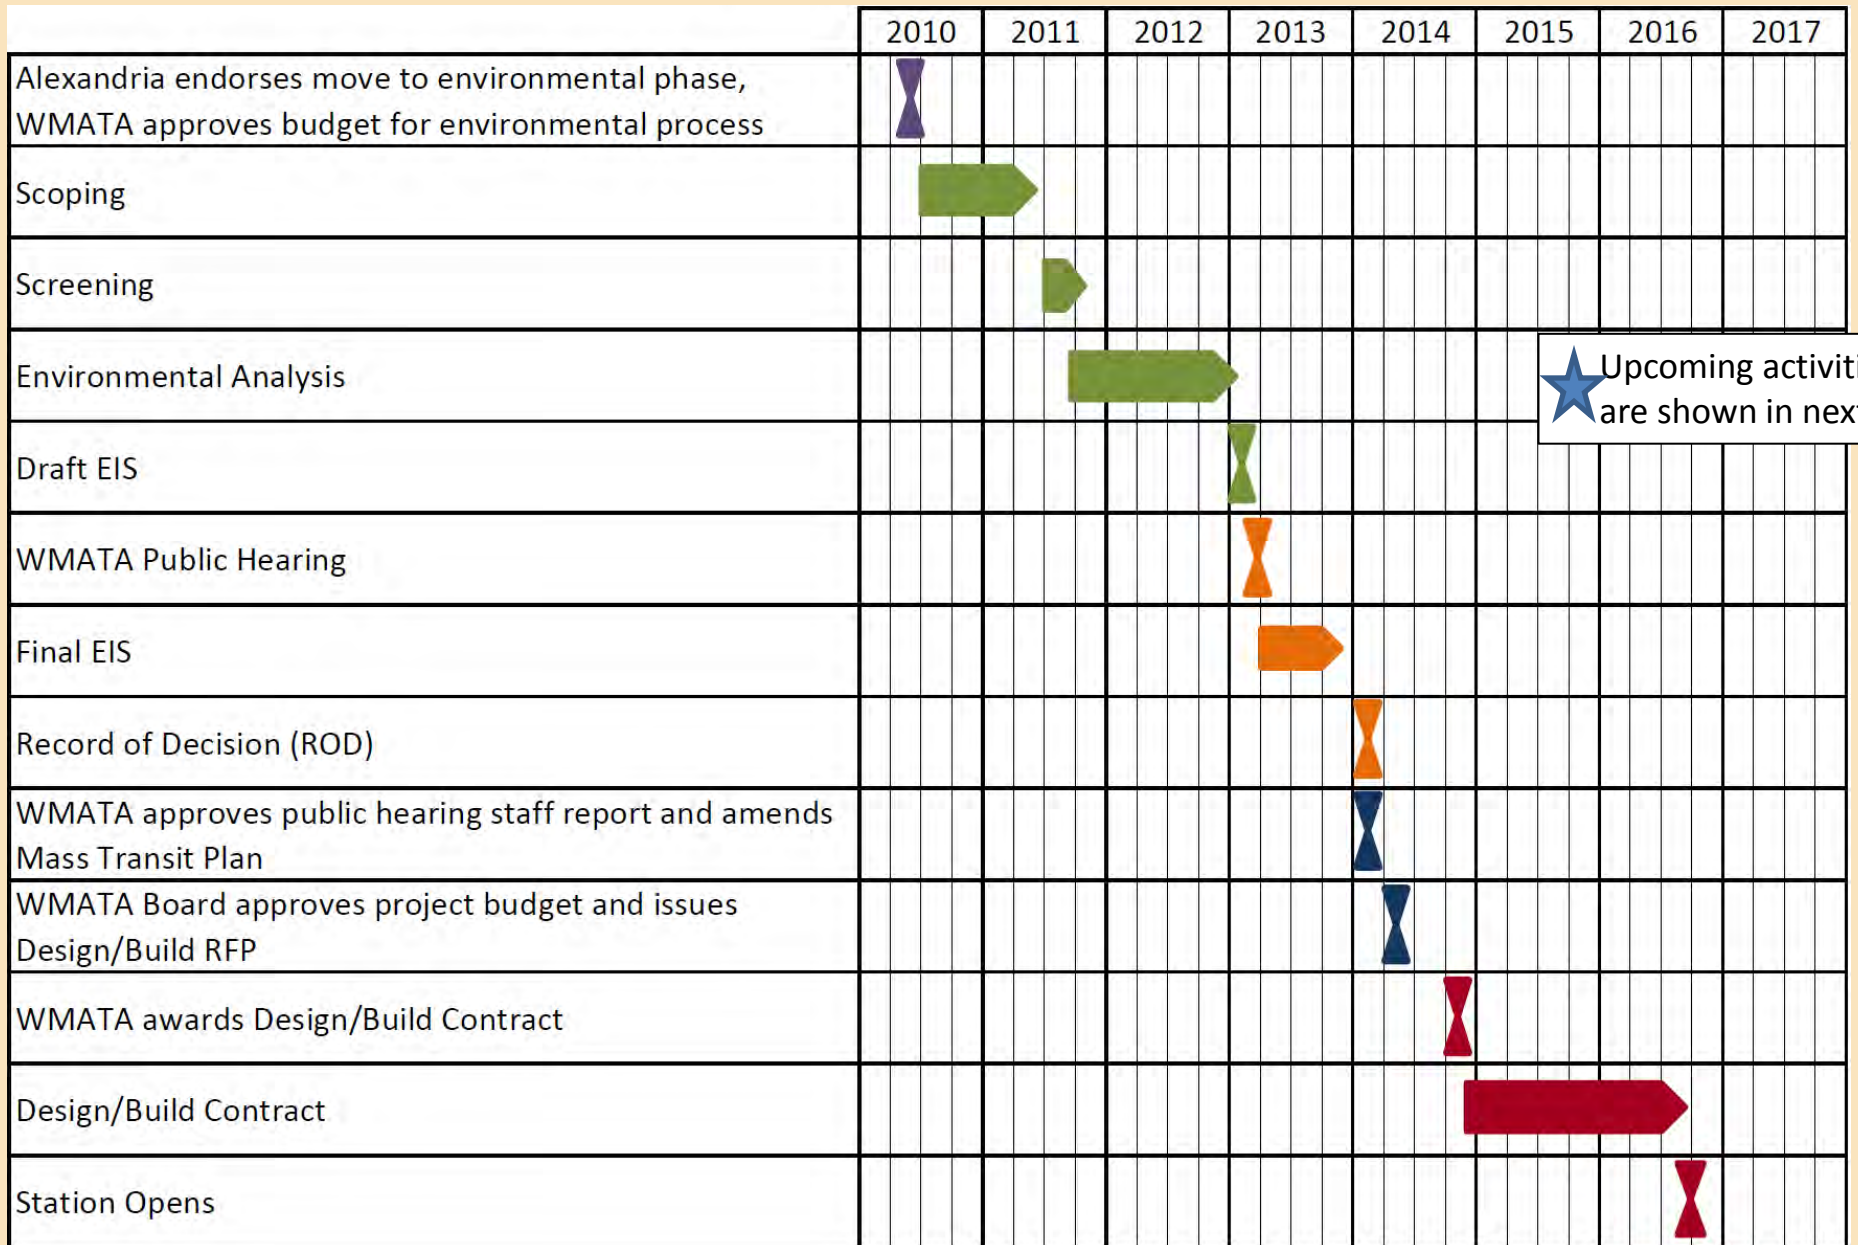 2010 2011 2012 2013 2014 2015 2016 2017
Alexandria endorses move to environmental phase,
WMATA approves budget for environmental process
Scoping
Screening
Environmental Analysis
Upcoming activiti
are shown in nex
Draft EIS
WMATA Public Hearing
Final EIS
Record of Decision (ROD)
WMATA approves public hearing staff report and amends
Mass Transit Plan
WMATA Board approves project budget and issues
Design/Build RFP
WMATA awards Design/Build Contract
Design/Build Contract
Station Opens